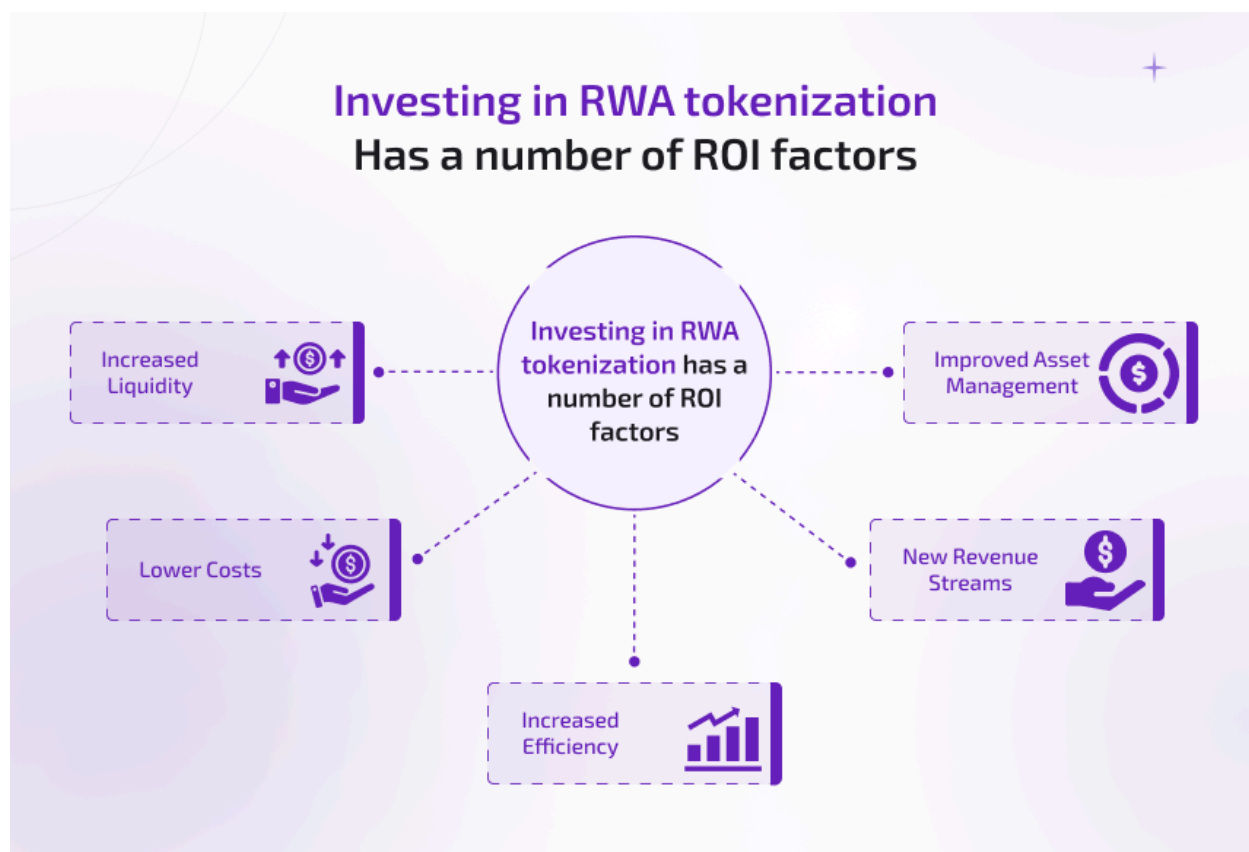 Investing in RWA tokenization
Has a number of ROI factors
Investing in RWA
tokenization has a
number of ROI
factors
Increased
Liquidity
Improved Asset
Management
Lower Costs
New Revenue
Streams
Increased
Efficiency